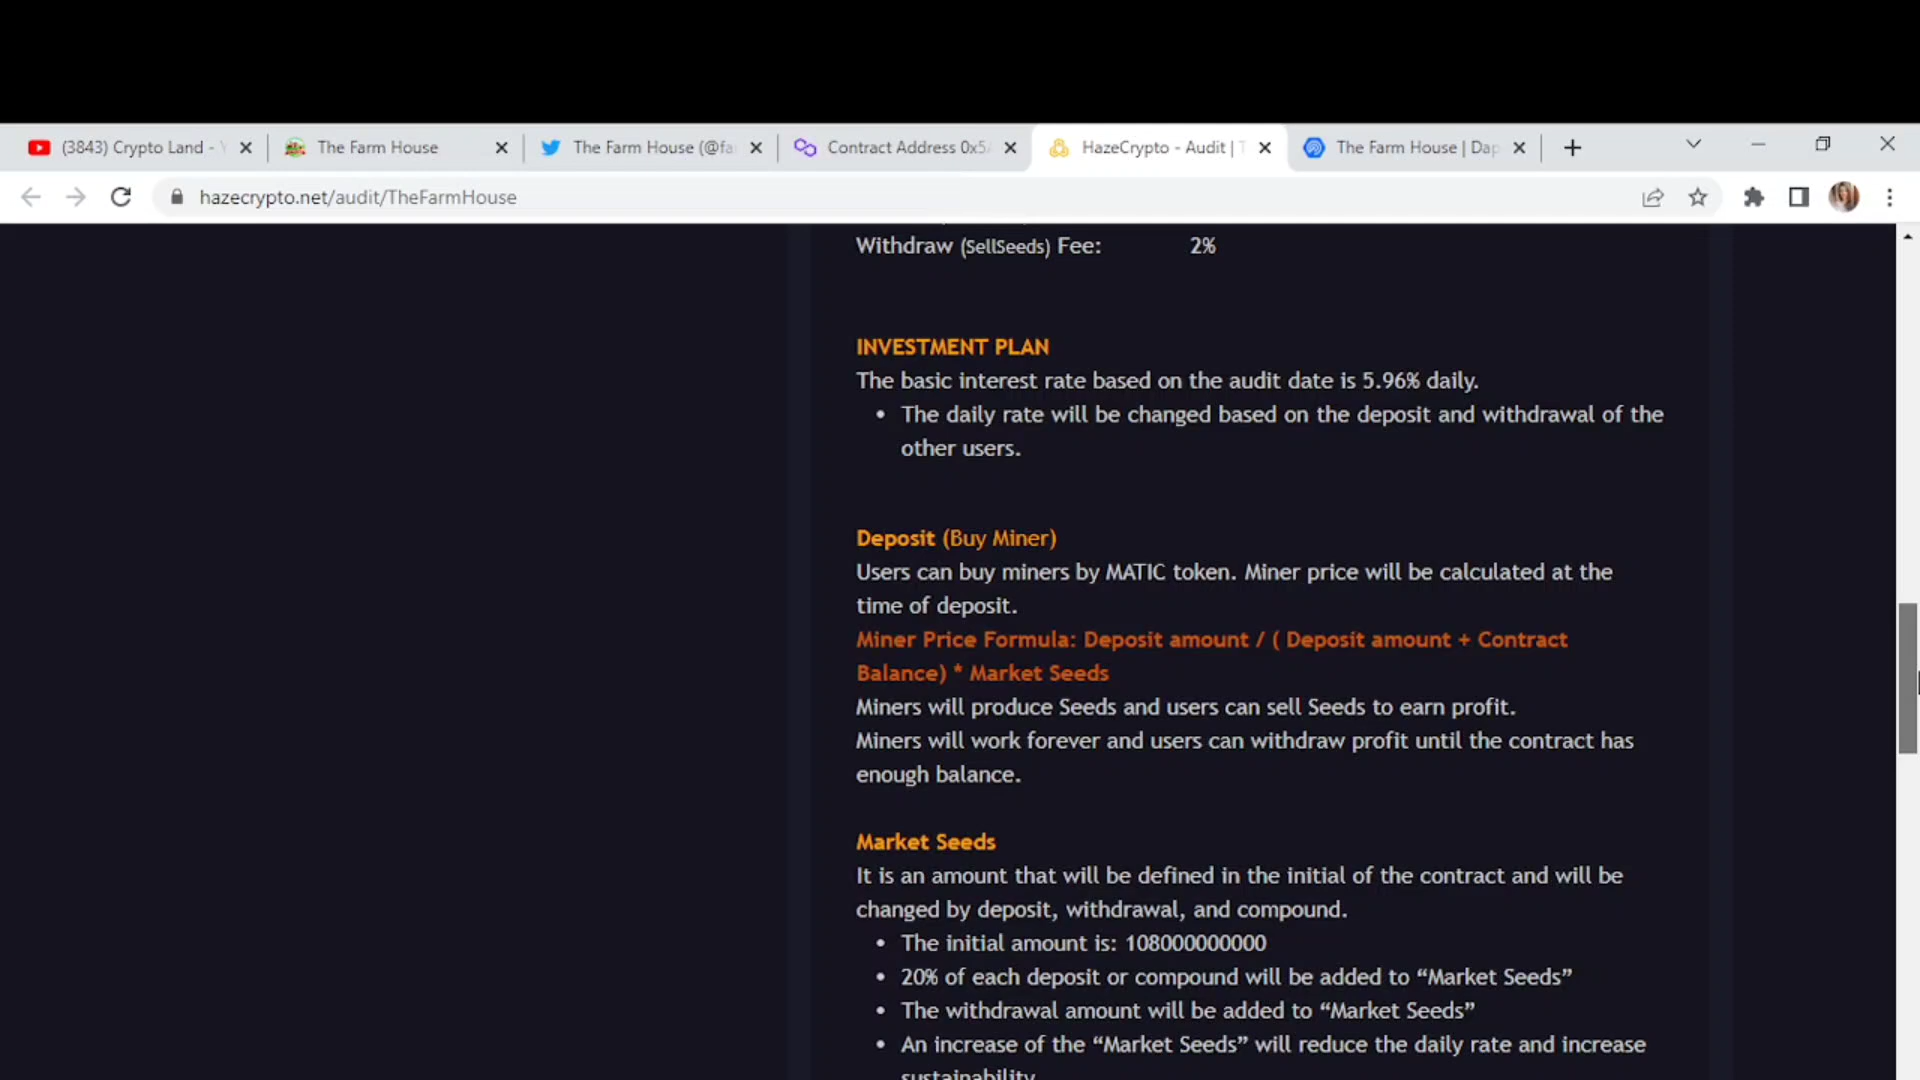 (3843) Crypto Land -
The Farm House
The Farm House (@fa
Contract Address 0x5
HazeCrypto - Audit |
The Farm House | Dap
hazecrypto.net/audit/TheFarmHouse
Withdraw (SellSeeds) Fee: 2%
INVESTMENT PLAN
The basic interest rate based on the audit date is 5.96% daily.
• The daily rate will be changed based on the deposit and withdrawal of the
other users.
Deposit (Buy Miner)
Users can buy miners by MATIC token. Miner price will be calculated at the
time of deposit.
Miner Price Formula: Deposit amount / ( Deposit amount + Contract
Balance) * Market Seeds
Miners will produce Seeds and users can sell Seeds to earn profit.
Miners will work forever and users can withdraw profit until the contract has
enough balance.
Market Seeds
It is an amount that will be defined in the initial of the contract and will be
changed by deposit, withdrawal, and compound.
• The initial amount is: 108000000000
• 20% of each deposit or compound will be added to “Market Seeds”
• The withdrawal amount will be added to “Market Seeds”
• An increase of the “Market Seeds” will reduce the daily rate and increase
sustainability